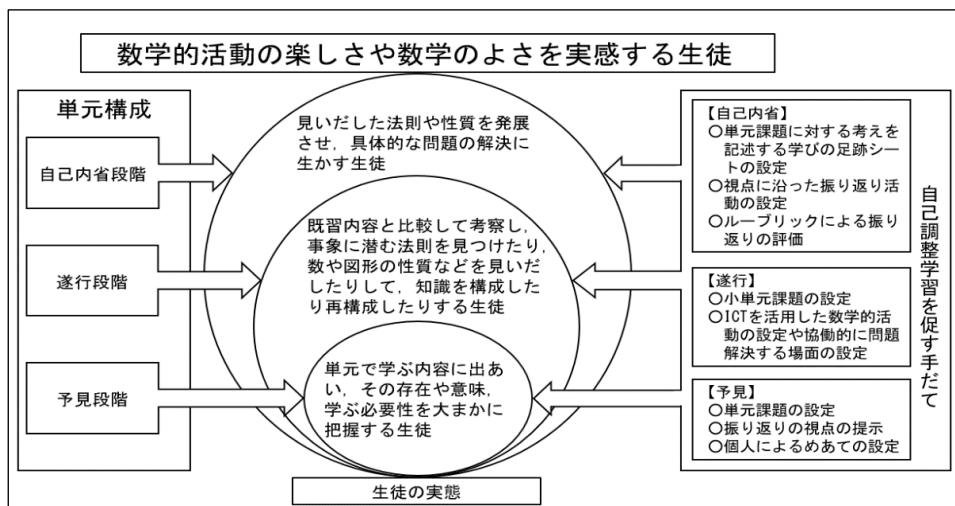 数学的活動の楽しさや数学のよさを実感する生徒
単元構成
自己内省段階
遂行段階
予見段階
見いだした法則や性質を発展
させ，具体的な問題の解決に
生かす生徒
既習内容と比較して考察し，
事象に潜む法則を見つけたり，
数や図形の性質などを見いだ
したりして，知識を構成した
り再構成したりする生徒
単元で学ぶ内容に出あ
い，その存在や意味，
学ぶ必要性を大まかに
把握する生徒
生徒の実態
【自己内省】
○単元課題に対する考えを
記述する学びの足跡シー
トの設定
○視点に沿った振り返り活
動の設定
○ルーブリックによる振り
返りの評価
【遂行】
○小単元課題の設定
○ICTを活用した数学的活
動の設定や協働的に問題
解決する場面の設定
【予見】
○単元課題の設定
○振り返りの視点の提示
○個人によるめあての設定
自己調整学習を促す手だて